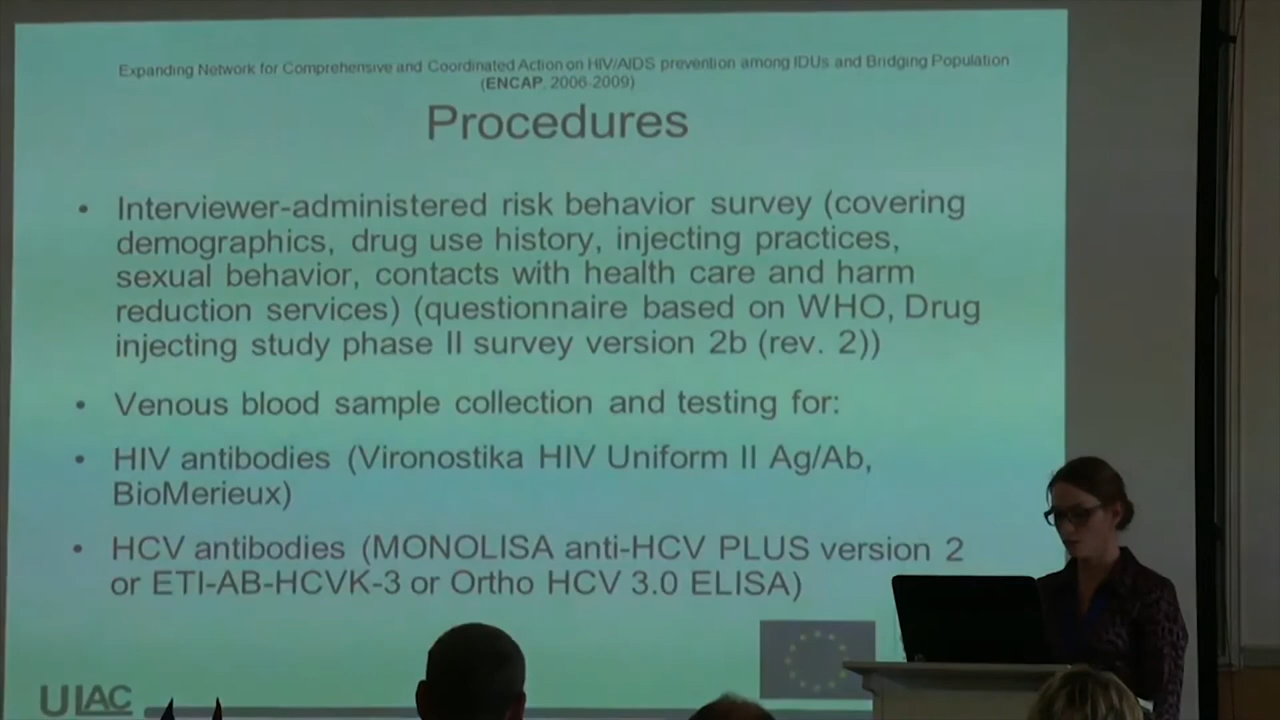 Expanding Network for Comprehensive and Coordinated Action on HIV/AIDS prevention among IDUs and Bridging Population
(ENCAP, 2006-2009)
Procedures
• Interviewer-administered risk behavior survey (covering
demographics, drug use history, injecting practices,
sexual behavior, contacts with health care and harm
reduction services) (questionnaire based on WHO, Drug
injecting study phase II survey version 2b (rev. 2))
• Venous blood sample collection and testing for:
• HIV antibodies (Vironostika HIV Uniform II Ag/Ab,
BioMerieux)
• HCV antibodies (MONOLISA anti-HCV PLUS version 2
or ETI-AB-HCVK-3 or Ortho HCV 3.0 ELISA)